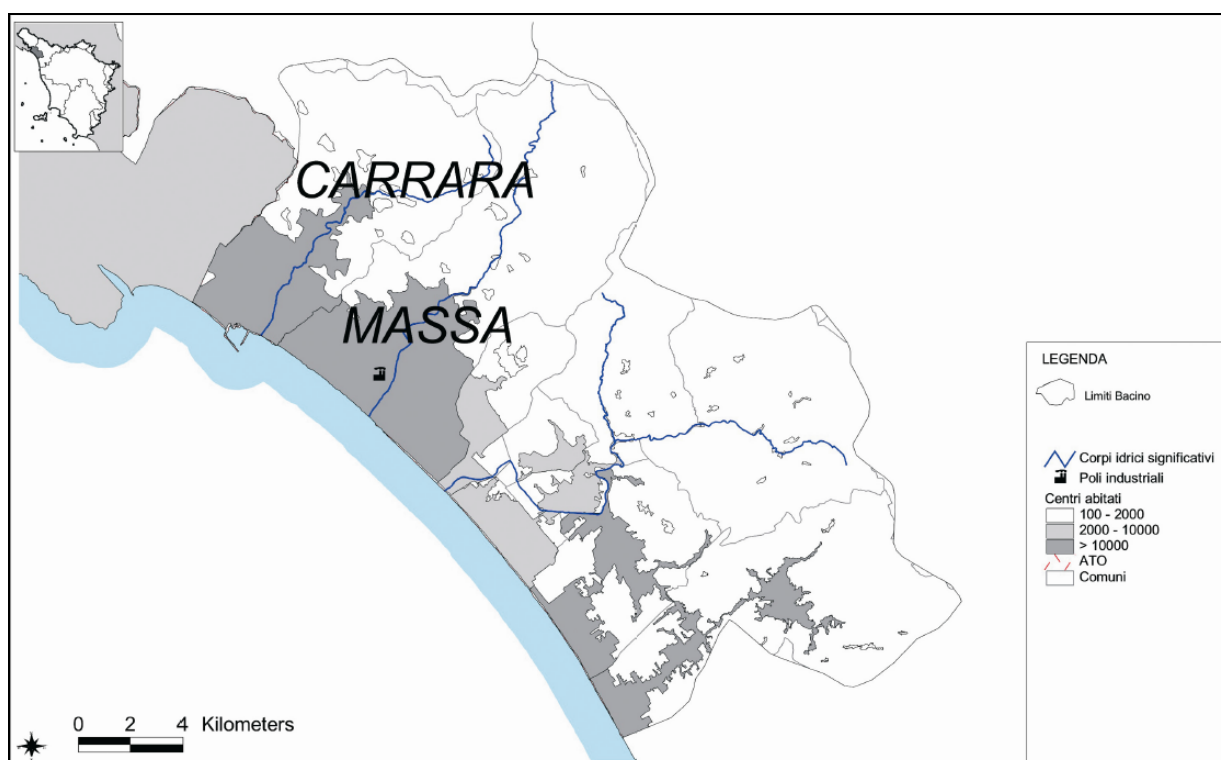 CARRARA
MASSA
LEGENDA
Limiti Bacino
Corpi idrici significativi
Poli industriali
Centri abitati
100 - 2000
2000 - 10000
> 10000
ATO
Comuni
0 2 4 Kilometers